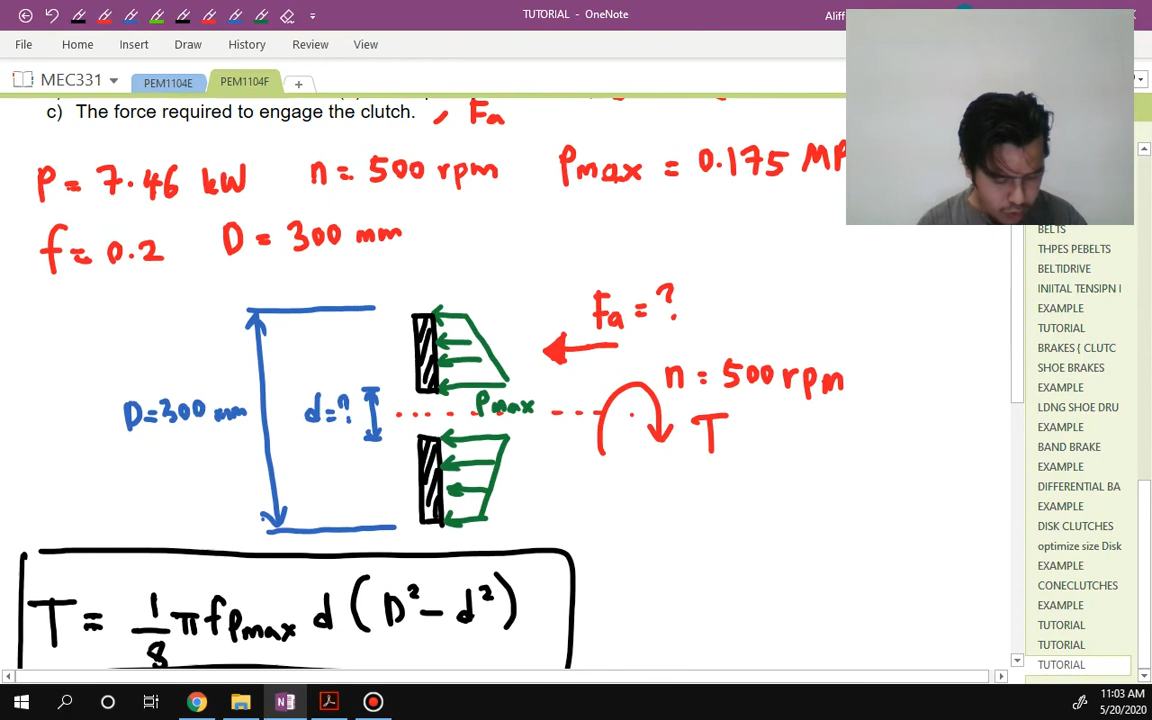 TUTORIAL - OneNote
Aliff
File Home Insert Draw History Review View
MEC331 PEM1104E PEM1104F
c) The force required to engage the clutch. , Fa
P = 7.46 kW n = 500 rpm Pmax = 0.175 MP
f = 0.2 D = 300 mm
Fa = ?
n = 500 rpm
D=300 mm d=? Pmax
T
T = 1/8 π f Pmax d (D² - d²)
BELTS
THPES PEBELTS
BELTIDRIVE
INIITAL TENSIPN I
EXAMPLE
TUTORIAL
BRAKES { CLUTC
SHOE BRAKES
EXAMPLE
LDNG SHOE DRU
EXAMPLE
BAND BRAKE
EXAMPLE
DIFFERENTIAL BA
EXAMPLE
DISK CLUTCHES
optimize size Disk
EXAMPLE
CONECLUTCHES
EXAMPLE
TUTORIAL
TUTORIAL
TUTORIAL
11:03 AM
5/20/2020